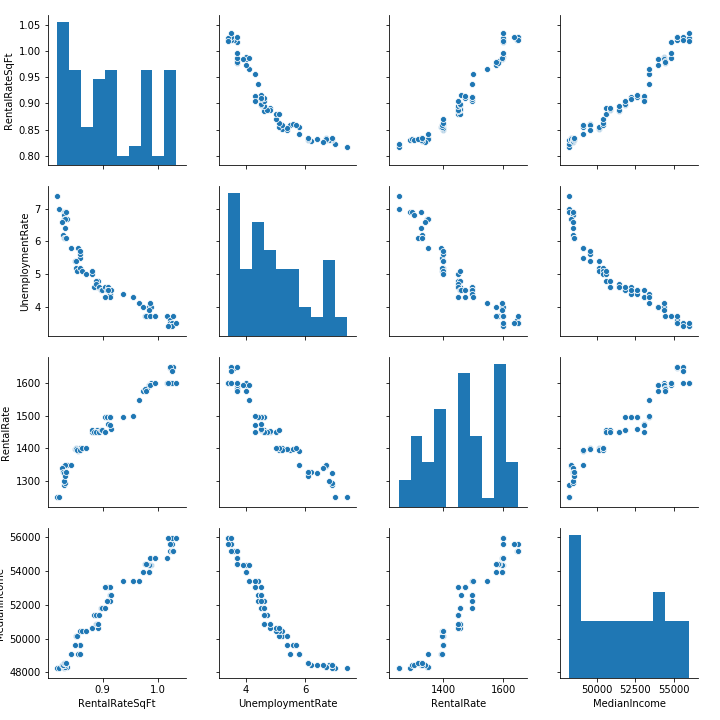 1.05
1.00
0.95
0.90
0.85
0.80
RentalRateSqFt
7
6
5
4
UnemploymentRate
1600
1500
1400
1300
RentalRate
56000
54000
52000
50000
48000
MedianIncome
0.9 1.0
RentalRateSqFt
4 6
UnemploymentRate
1400 1600
RentalRate
50000 52500 55000
MedianIncome